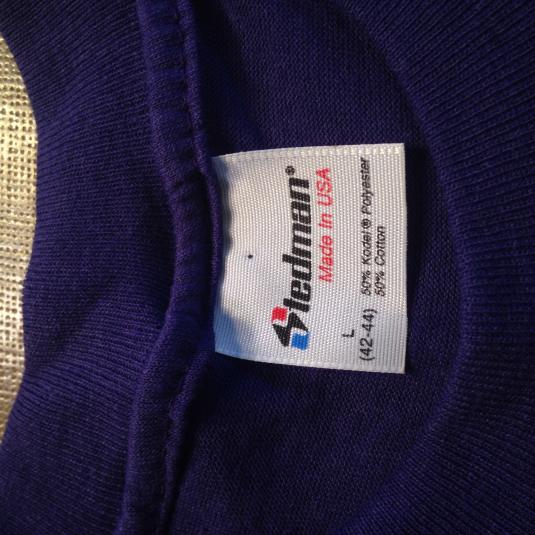 Stedman®
Made In USA
L
(42-44)
50% Kodel® Polyester
50% Cotton